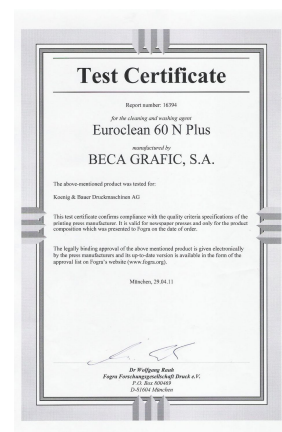 Test Certificate
Report number: 16394
for the cleaning and washing agent
Euroclean 60 N Plus
manufactured by
BECA GRAFIC, S.A.
The above-mentioned product was tested for:
Koenig & Bauer Druckmaschinen AG
This test certificate confirms compliance with the quality criteria specifications of the
printing press manufacturer. It is valid for newspaper presses and only for the product
composition which was presented to Fogra on the date of order.
The legally binding approval of the above mentioned product is given electronically
by the press manufacturers and its up-to-date version is available in the form of the
approval list on Fogra's website (www.fogra.org).
München, 29.04.11
Dr Wolfgang Rauh
Fogra Forschungsgesellschaft Druck e.V.
P.O. Box 800469
D-81604 München